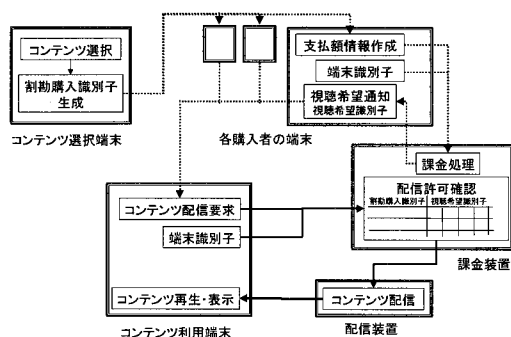 コンテンツ選択
割勘購入識別子
生成
コンテンツ選択端末
支払額情報作成
端末識別子
視聴希望通知
視聴希望識別子
各購入者の端末
課金処理
配信許可確認
割勘購入識別子 視聴希望識別子
課金装置
コンテンツ配信要求
端末識別子
コンテンツ再生・表示
コンテンツ利用端末
コンテンツ配信
配信装置